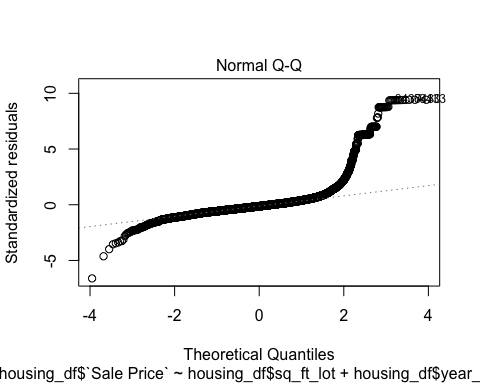 Normal Q-Q
Standardized residuals
10
5
0
-5
-4
-2
0
2
4
Theoretical Quantiles
housing_df$`Sale Price` ~ housing_df$sq_ft_lot + housing_df$year_